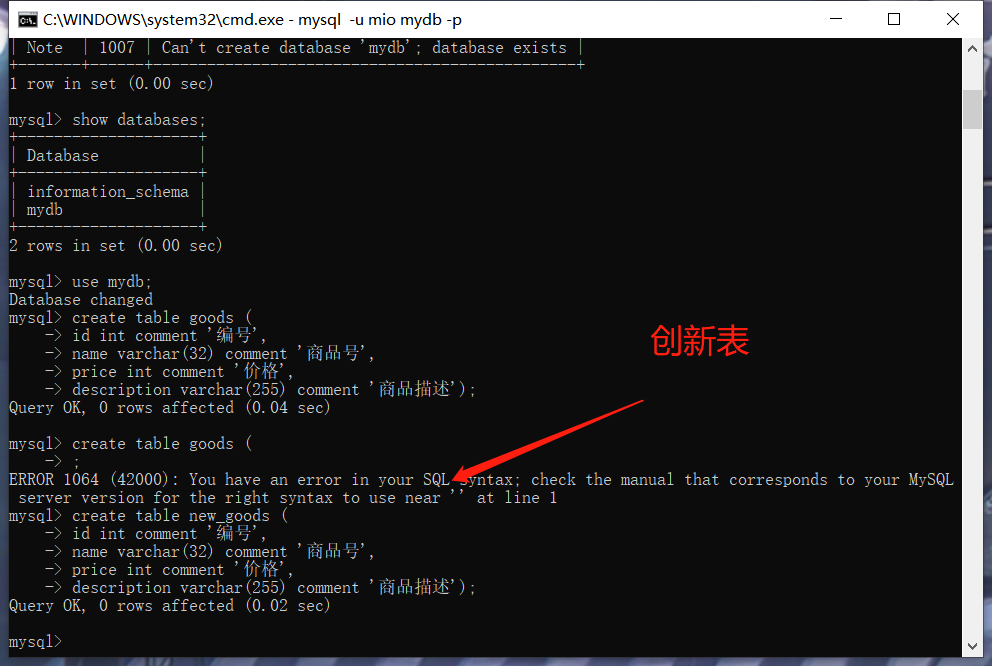 C:\WINDOWS\system32\cmd.exe - mysql  -u mio mydb -p
| Note  | 1007 | Can't create database 'mydb'; database exists |
+-------+------+-----------------------------------------------+
1 row in set (0.00 sec)
mysql> show databases;
+--------------------+
| Database           |
+--------------------+
| information_schema |
| mydb               |
+--------------------+
2 rows in set (0.00 sec)
mysql> use mydb;
Database changed
mysql> create table goods (
    -> id int comment '编号',
    -> name varchar(32) comment '商品号',
    -> price int comment '价格',
    -> description varchar(255) comment '商品描述');
Query OK, 0 rows affected (0.04 sec)
创新表
mysql> create table goods (
    -> ;
ERROR 1064 (42000): You have an error in your SQL syntax; check the manual that corresponds to your MySQL
 server version for the right syntax to use near '' at line 1
mysql> create table new_goods (
    -> id int comment '编号',
    -> name varchar(32) comment '商品号',
    -> price int comment '价格',
    -> description varchar(255) comment '商品描述');
Query OK, 0 rows affected (0.02 sec)
mysql>